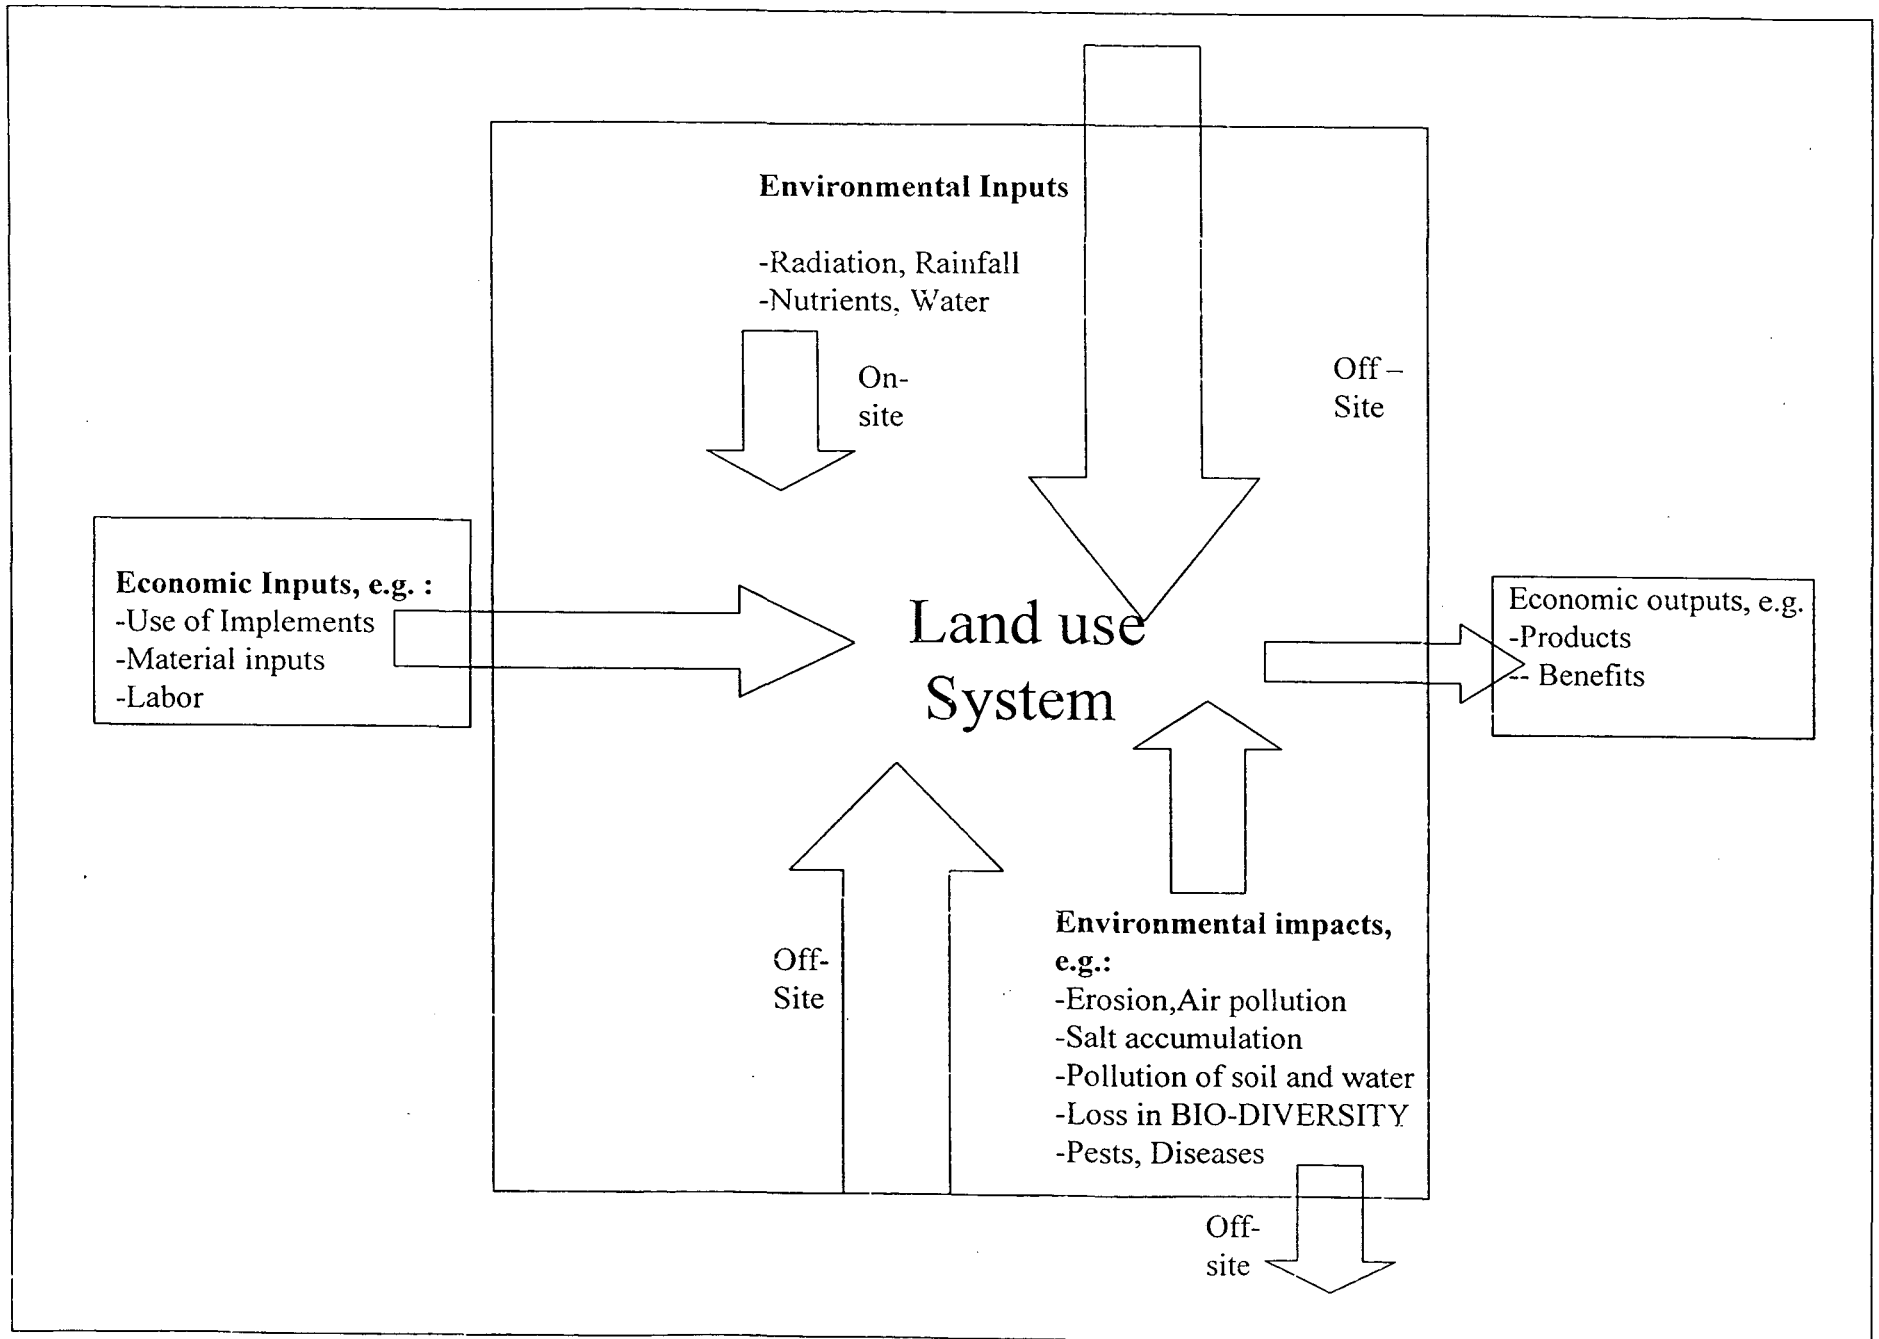 Environmental Inputs
-Radiation, Rainfall
-Nutrients, Water
On-
site
Off –
Site
Economic Inputs, e.g. :
-Use of Implements
-Material inputs
-Labor
Land use
System
Economic outputs, e.g.
-Products
-- Benefits
Off-
Site
Environmental impacts,
e.g.:
-Erosion,Air pollution
-Salt accumulation
-Pollution of soil and water
-Loss in BIO-DIVERSITY
-Pests, Diseases
Off-
site